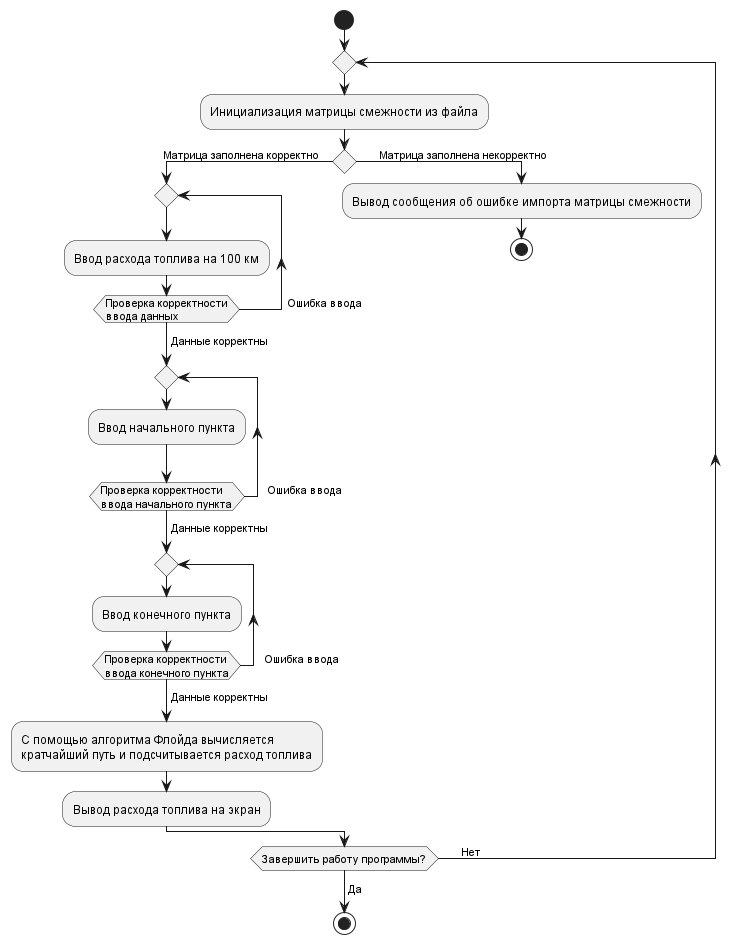 Инициализация матрицы смежности из файла
Матрица заполнена корректно
Матрица заполнена некорректно
Вывод сообщения об ошибке импорта матрицы смежности
Ввод расхода топлива на 100 км
Проверка корректности
ввода данных
Ошибка ввода
Данные корректны
Ввод начального пункта
Проверка корректности
ввода начального пункта
Ошибка ввода
Данные корректны
Ввод конечного пункта
Проверка корректности
ввода конечного пункта
Ошибка ввода
Данные корректны
С помощью алгоритма Флойда вычисляется
кратчайший путь и подсчитывается расход топлива
Вывод расхода топлива на экран
Завершить работу программы?
Нет
Да